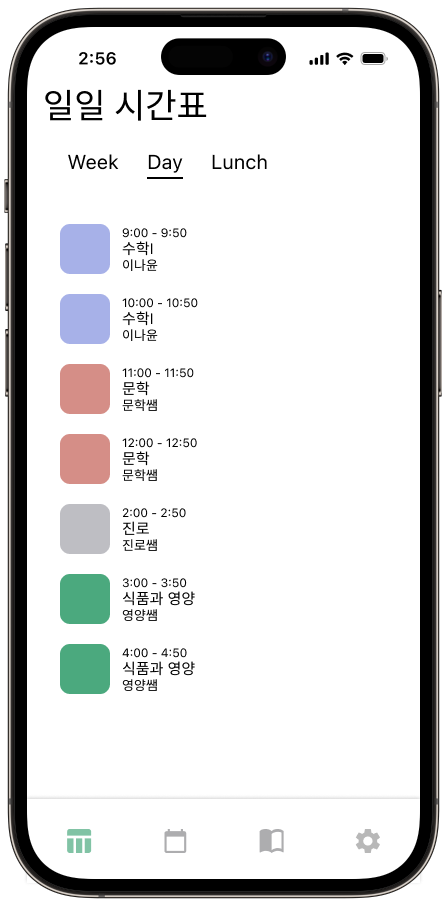 2:56
일일 시간표
Week Day Lunch
9:00 - 9:50
수학I
이나윤
10:00 - 10:50
수학I
이나윤
11:00 - 11:50
문학
문학쌤
12:00 - 12:50
문학
문학쌤
2:00 - 2:50
진로
진로쌤
3:00 - 3:50
식품과 영양
영양쌤
4:00 - 4:50
식품과 영양
영양쌤